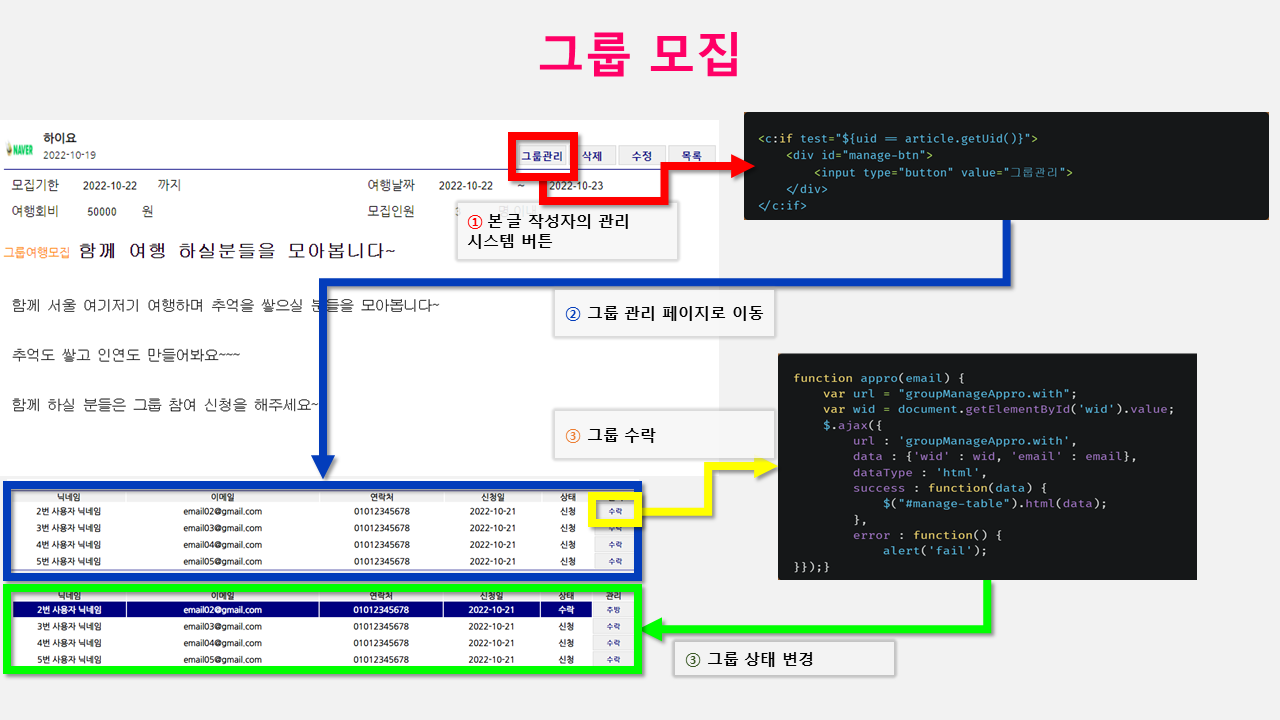 그룹 모집
NAVER
하이요
2022-10-19
그룹관리 삭제 수정 목록
모집기한 2022-10-22 까지 여행날짜 2022-10-22 ~ 2022-10-23
여행회비 50000 원 모집인원
① 본 글 작성자의 관리
시스템 버튼
그룹여행모집 함께 여행 하실분들을 모아봅니다~
함께 서울 여기저기 여행하며 추억을 쌓으실 분들을 모아봅니다~
추억도 쌓고 인연도 만들어봐요~~~
함께 하실 분들은 그룹 참여 신청을 해주세요~
<c:if test="${uid == article.getUid()}">
<div id="manage-btn">
<input type="button" value="그룹관리">
</div>
</c:if>
② 그룹 관리 페이지로 이동
③ 그룹 수락
function appro(email) {
var url = "groupManageAppro.with";
var wid = document.getElementById('wid').value;
$.ajax({
url : 'groupManageAppro.with',
data : {'wid' : wid, 'email' : email},
dataType : 'html',
success : function(data) {
$("#manage-table").html(data);
},
error : function() {
alert('fail');
}});}
닉네임 이메일 연락처 신청일 상태
2번 사용자 닉네임 email02@gmail.com 01012345678 2022-10-21 신청 수락
3번 사용자 닉네임 email03@gmail.com 01012345678 2022-10-21 신청 수락
4번 사용자 닉네임 email04@gmail.com 01012345678 2022-10-21 신청 수락
5번 사용자 닉네임 email05@gmail.com 01012345678 2022-10-21 신청 수락
닉네임 이메일 연락처 신청일 상태 관리
2번 사용자 닉네임 email02@gmail.com 01012345678 2022-10-21 수락 추방
3번 사용자 닉네임 email03@gmail.com 01012345678 2022-10-21 신청 수락
4번 사용자 닉네임 email04@gmail.com 01012345678 2022-10-21 신청 수락
5번 사용자 닉네임 email05@gmail.com 01012345678 2022-10-21 신청 수락
③ 그룹 상태 변경